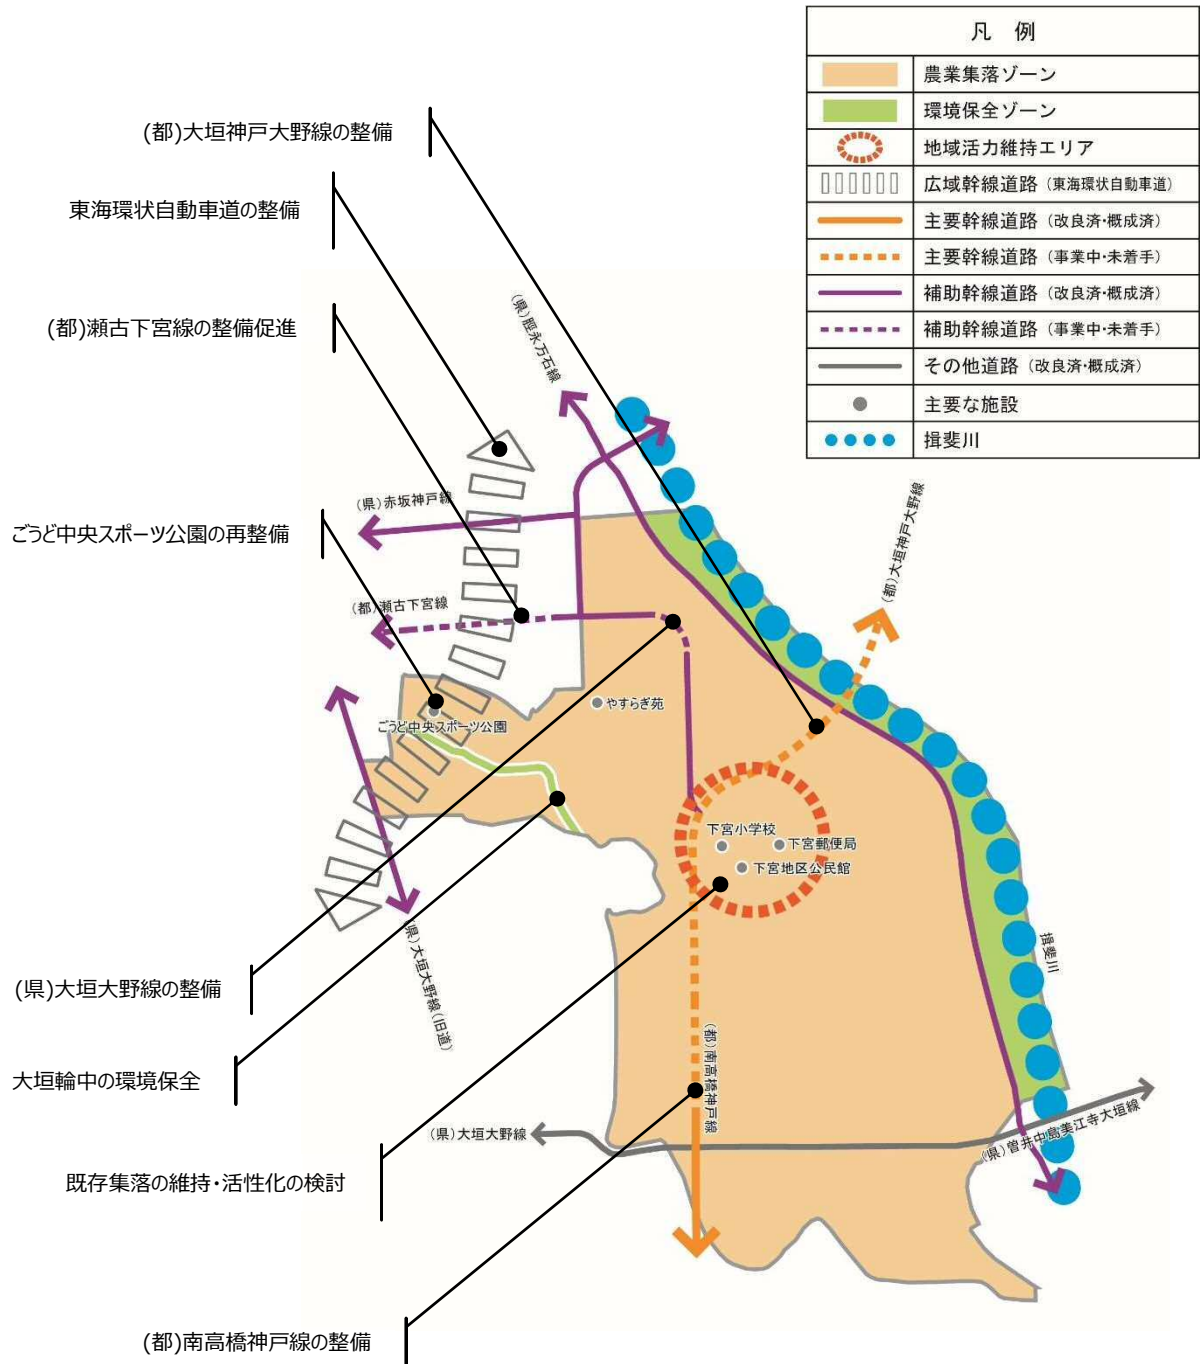 凡 例
農業集落ゾーン
環境保全ゾーン
地域活力維持エリア
広域幹線道路（東海環状自動車道）
主要幹線道路（改良済・概成済）
主要幹線道路（事業中・未着手）
補助幹線道路（改良済・概成済）
補助幹線道路（事業中・未着手）
その他道路（改良済・概成済）
主要な施設
揖斐川
(都)大垣神戸大野線の整備
東海環状自動車道の整備
(都)瀬古下宮線の整備促進
ごうど中央スポーツ公園の再整備
(県)大垣大野線の整備
大垣輪中の環境保全
既存集落の維持・活性化の検討
(都)南高橋神戸線の整備
（県）脛永万石線
（県）赤坂神戸線
（都）瀬古下宮線
（都）大垣神戸大野線
やすらぎ苑
ごうど中央スポーツ公園
下宮小学校
下宮郵便局
下宮地区公民館
（県）大垣大野線（旧道）
揖斐川
（都）南高橋神戸線
（県）大垣大野線
（県）曽井中島美江寺大垣線